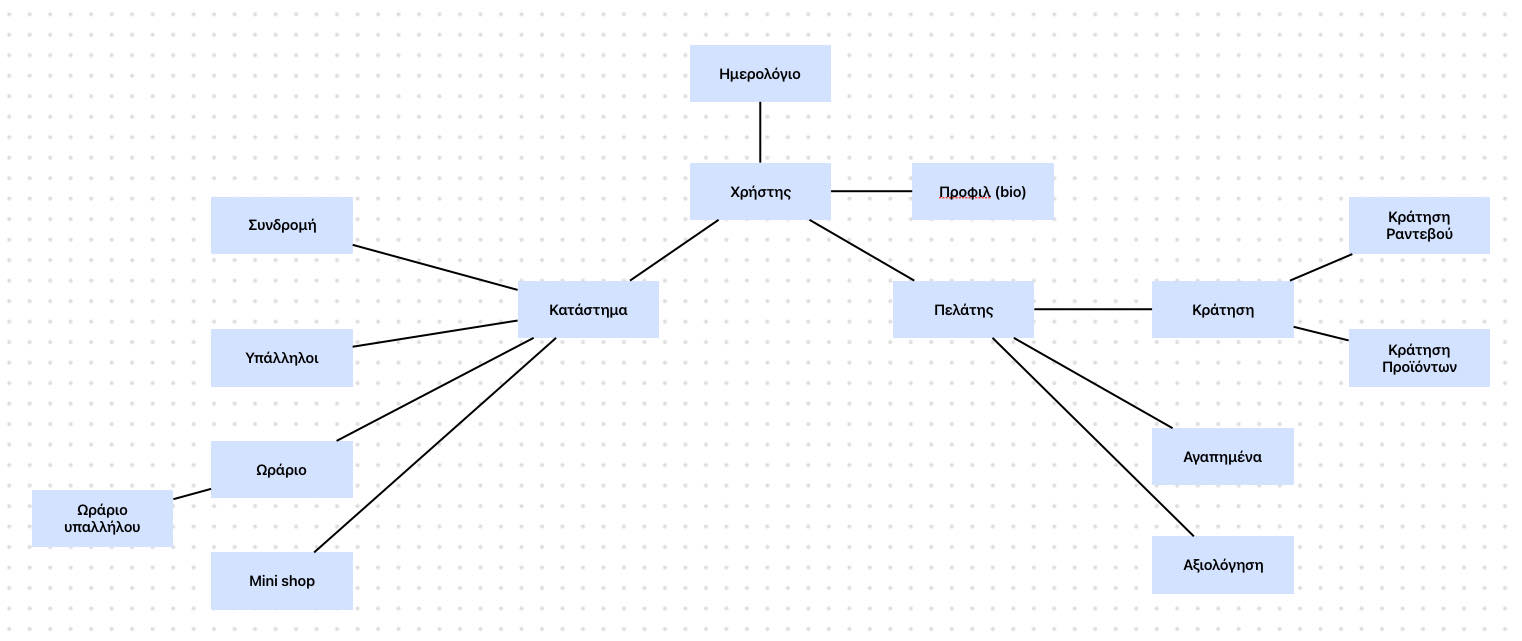 Ημερολόγιο
Χρήστης
Προφιλ (bio)
Συνδρομή
Κράτηση
Ραντεβού
Κατάστημα
Πελάτης
Κράτηση
Υπάλληλοι
Κράτηση
Προϊόντων
Αγαπημένα
Ωράριο
Ωράριο
υπαλλήλου
Αξιολόγηση
Mini shop